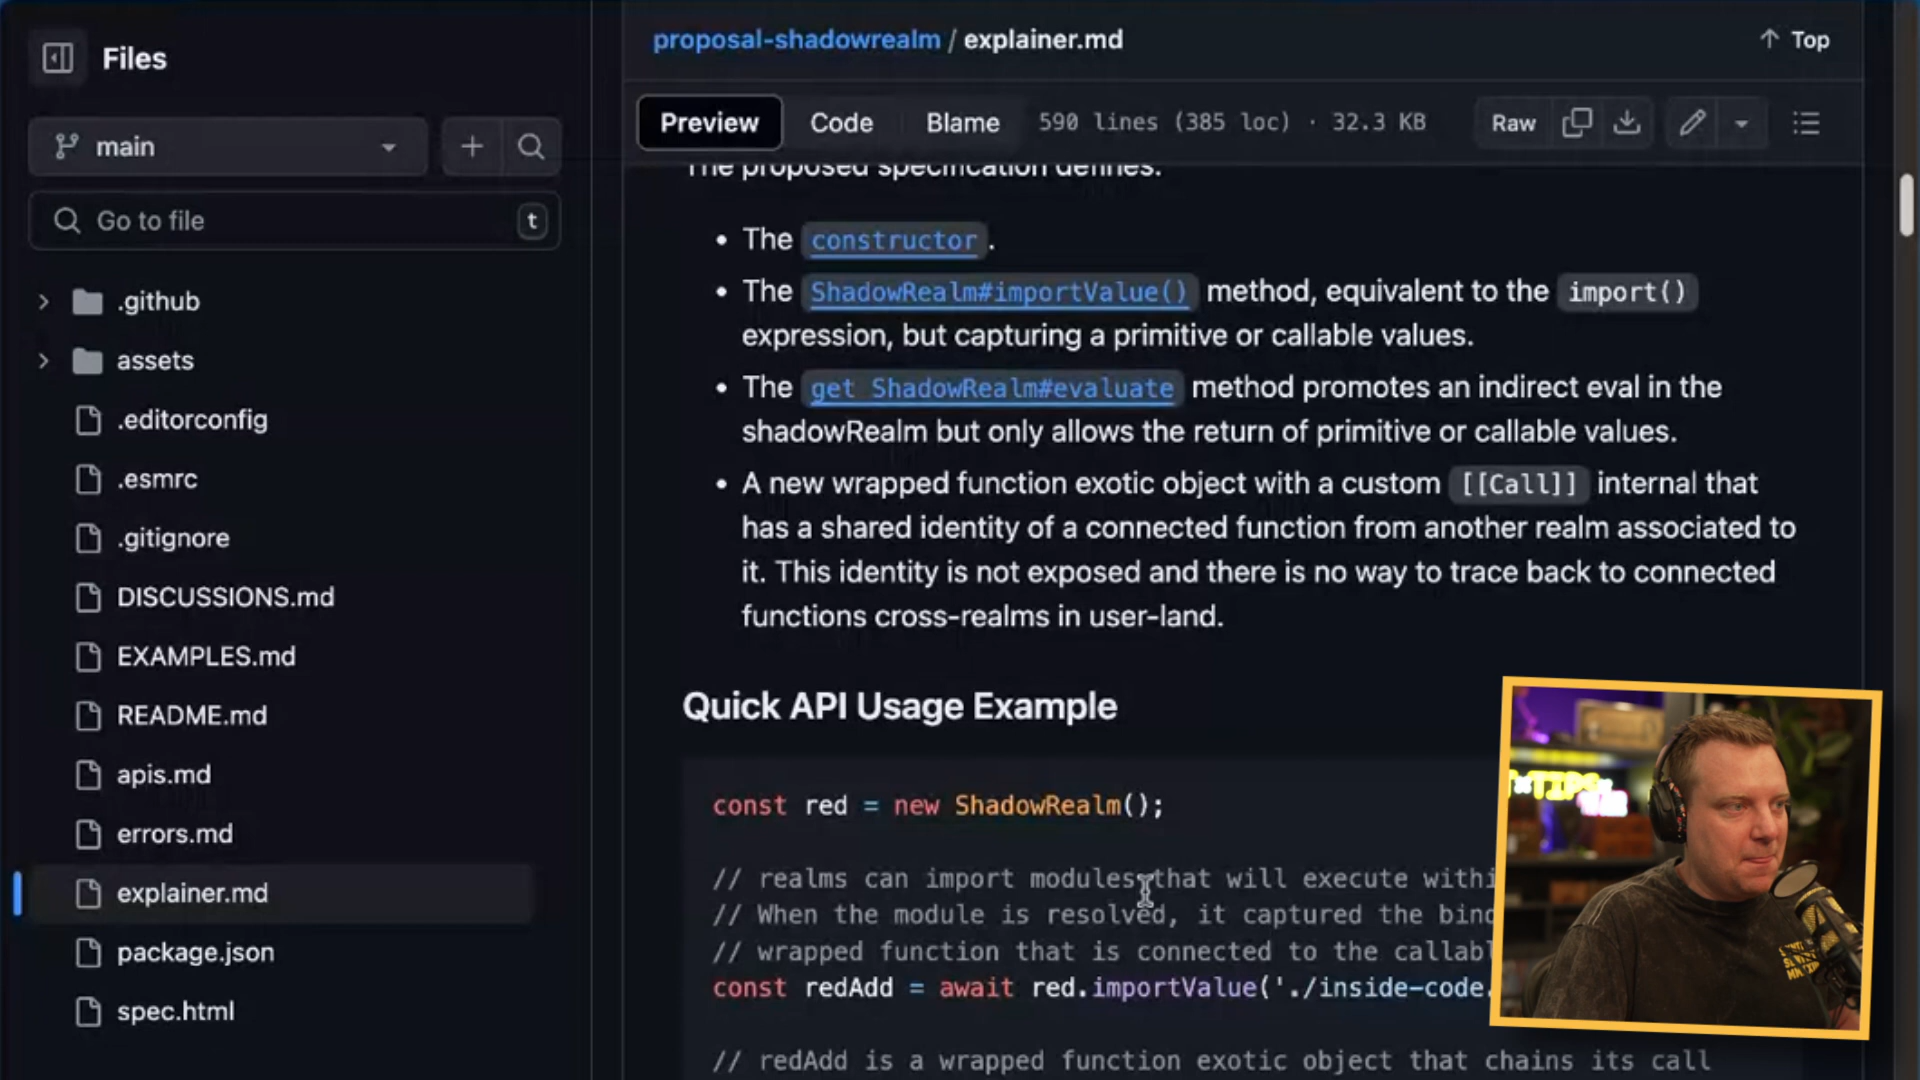 Files
main
Go to file
t
.github
assets
.editorconfig
.esmrc
.gitignore
DISCUSSIONS.md
EXAMPLES.md
README.md
apis.md
errors.md
explainer.md
package.json
spec.html
proposal-shadowrealm / explainer.md
Top
Preview Code Blame 590 lines (385 loc) · 32.3 KB Raw
The proposed specification defines:
• The constructor.
• The ShadowRealm#importValue() method, equivalent to the import()
expression, but capturing a primitive or callable values.
• The get ShadowRealm#evaluate method promotes an indirect eval in the
shadowRealm but only allows the return of primitive or callable values.
• A new wrapped function exotic object with a custom [[Call]] internal that
has a shared identity of a connected function from another realm associated to
it. This identity is not exposed and there is no way to trace back to connected
functions cross-realms in user-land.
Quick API Usage Example
const red = new ShadowRealm();
// realms can import modules that will execute withi
// When the module is resolved, it captured the bind
// wrapped function that is connected to the callabl
const redAdd = await red.importValue('./inside-code.
// redAdd is a wrapped function exotic object that chains its call